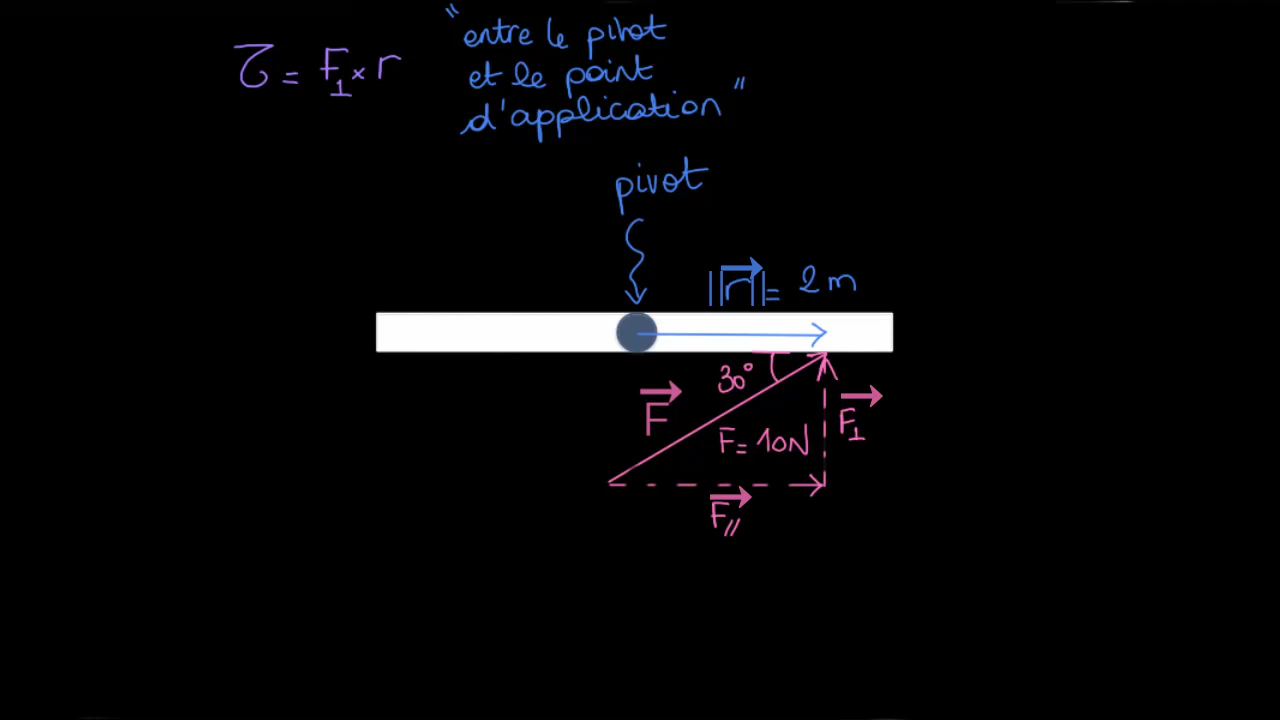 τ = F⊥ × r
"entre le pivot
et le point
d'application"
pivot
|r⃗| = 2 m
30°
F⃗
F = 10N
F⃗⊥
F⃗//